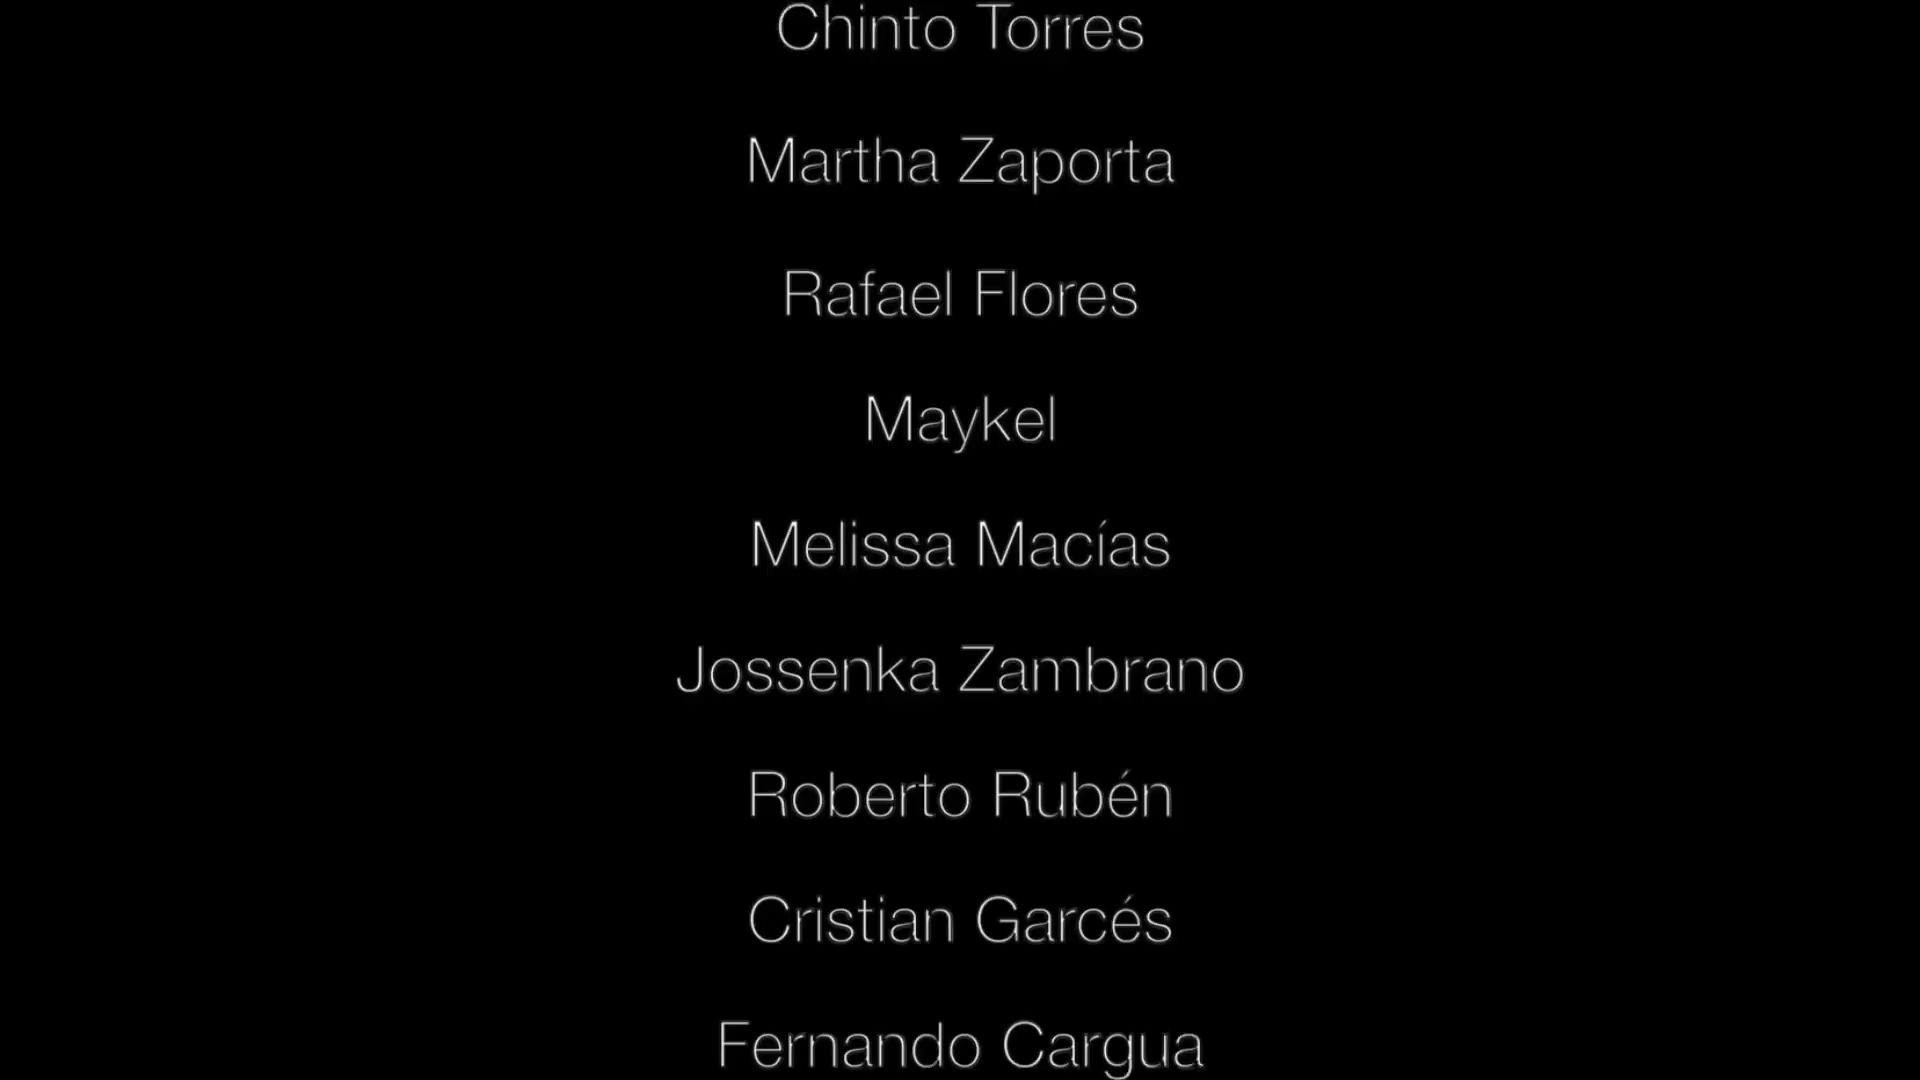 Chinto Torres
Martha Zaporta
Rafael Flores
Maykel
Melissa Macías
Jossenka Zambrano
Roberto Rubén
Cristian Garcés
Fernando Cargua